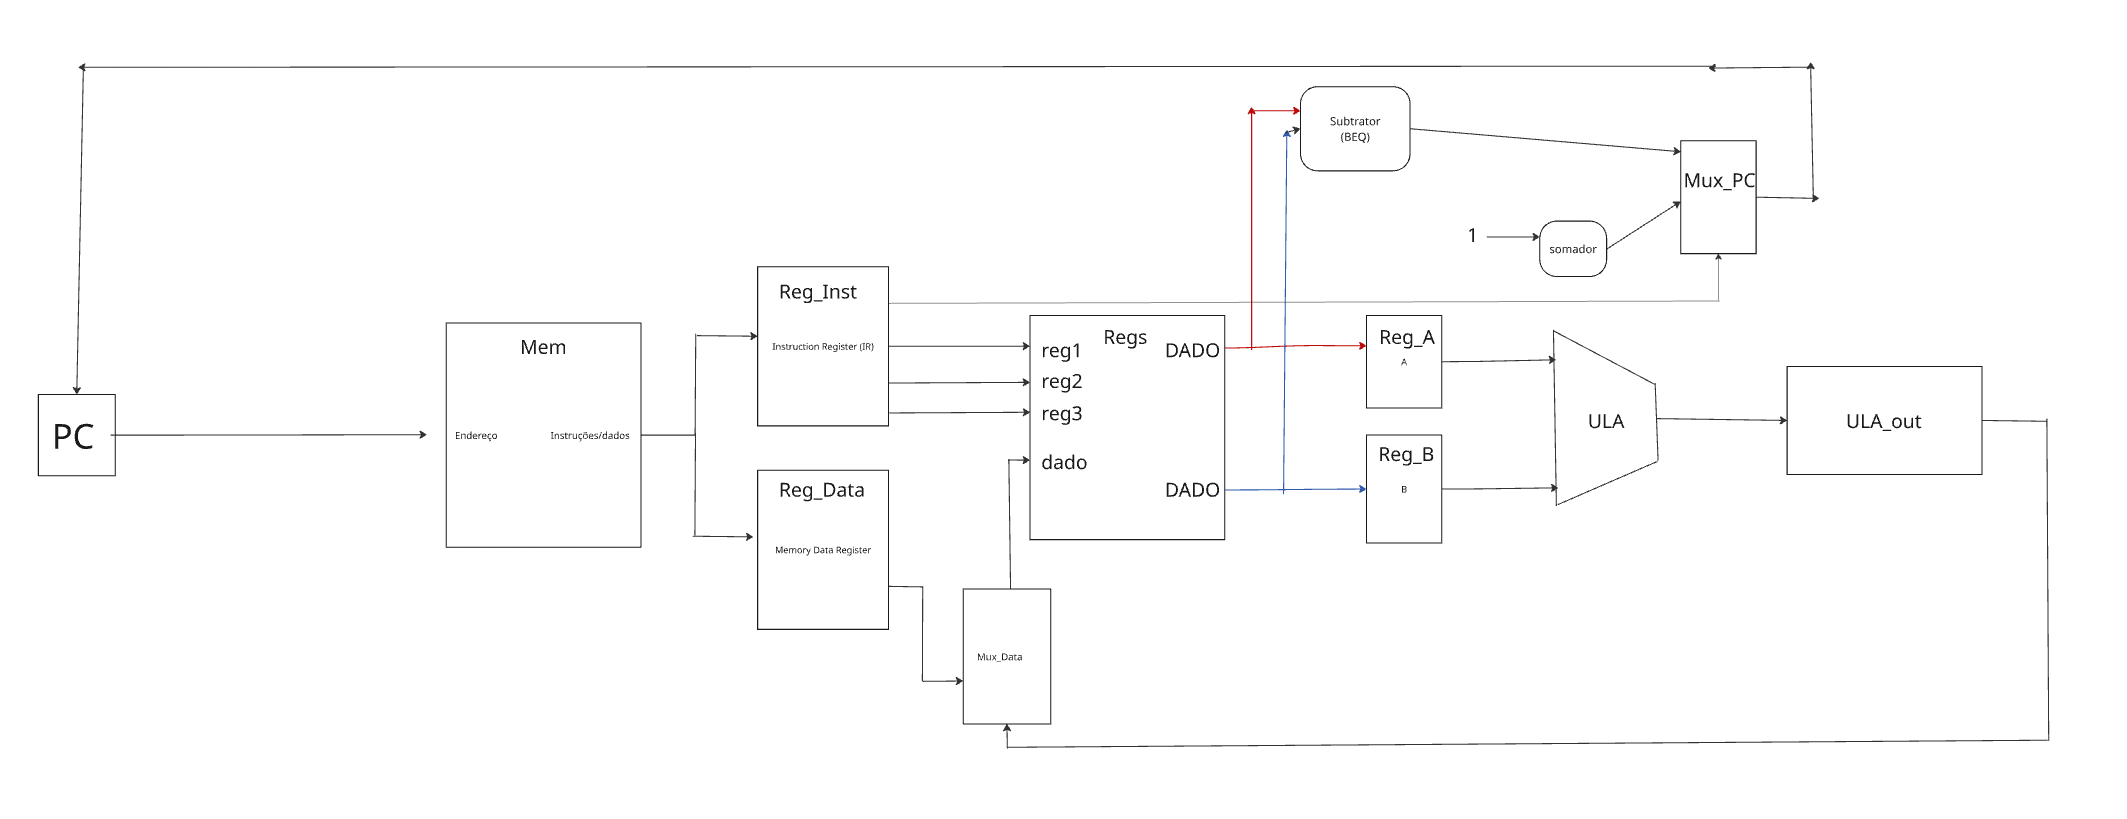 Subtrator
(BEQ)
Mux_PC
1
somador
Reg_Inst
Instruction Register (IR)
Mem
Endereço
Instruções/dados
PC
Regs
reg1
reg2
reg3
dado
DADO
DADO
Reg_A
A
Reg_B
B
ULA
ULA_out
Reg_Data
Memory Data Register
Mux_Data